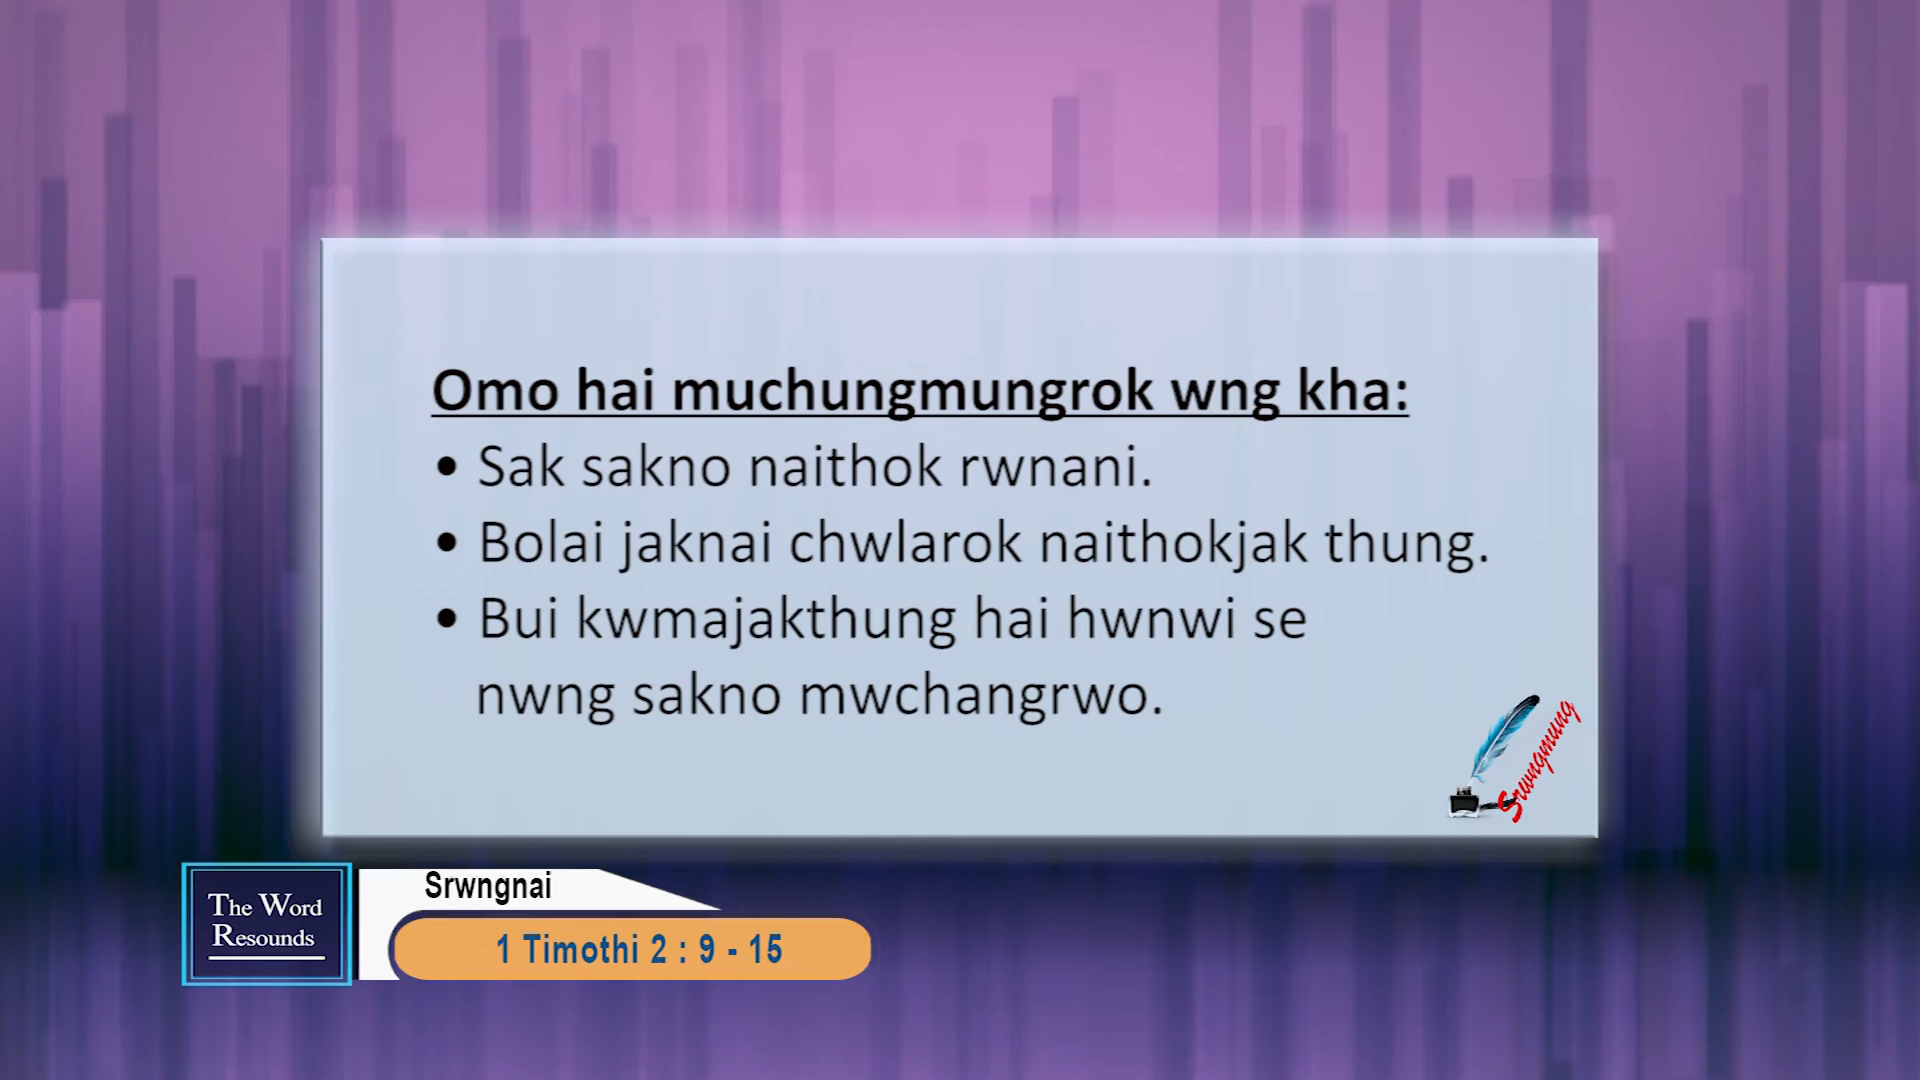 Omo hai muchungmungrok wng kha:
• Sak sakno naithok rwnani.
• Bolai jaknai chwlarok naithokjak thung.
• Bui kwmajakthung hai hwnwi se
nwng sakno mwchangrwo.
Srwngmung
The Word
Resounds
Srwngnai
1 Timothi 2 : 9 - 15